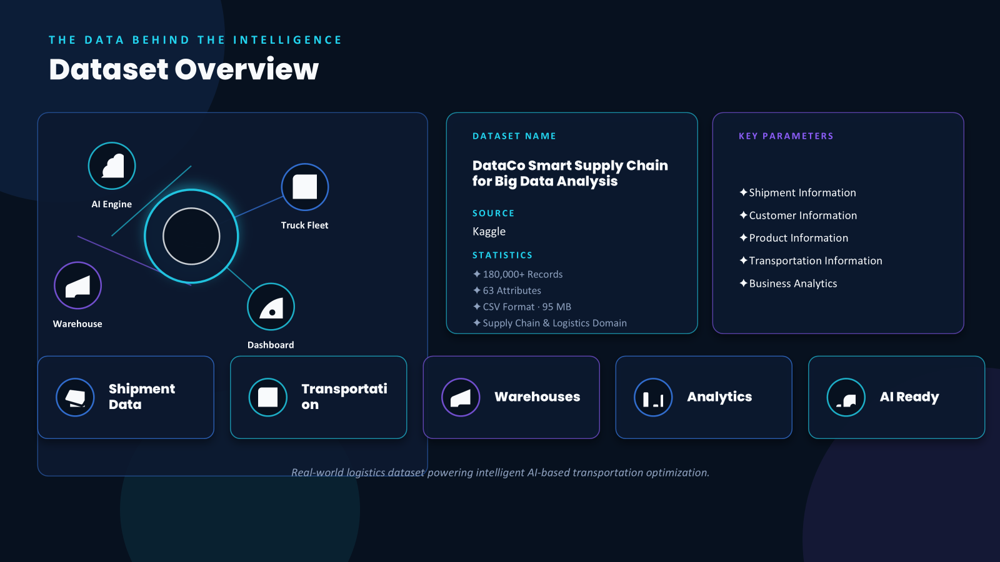 THE DATA BEHIND THE INTELLIGENCE
Dataset Overview
AI Engine
Truck Fleet
Warehouse
Dashboard
DATASET NAME
DataCo Smart Supply Chain
for Big Data Analysis
SOURCE
Kaggle
STATISTICS
✦ 180,000+ Records
✦ 63 Attributes
✦ CSV Format · 95 MB
✦ Supply Chain & Logistics Domain
KEY PARAMETERS
✦ Shipment Information
✦ Customer Information
✦ Product Information
✦ Transportation Information
✦ Business Analytics
Shipment
Data
Transportati
on
Warehouses
Analytics
AI Ready
Real-world logistics dataset powering intelligent AI-based transportation optimization.